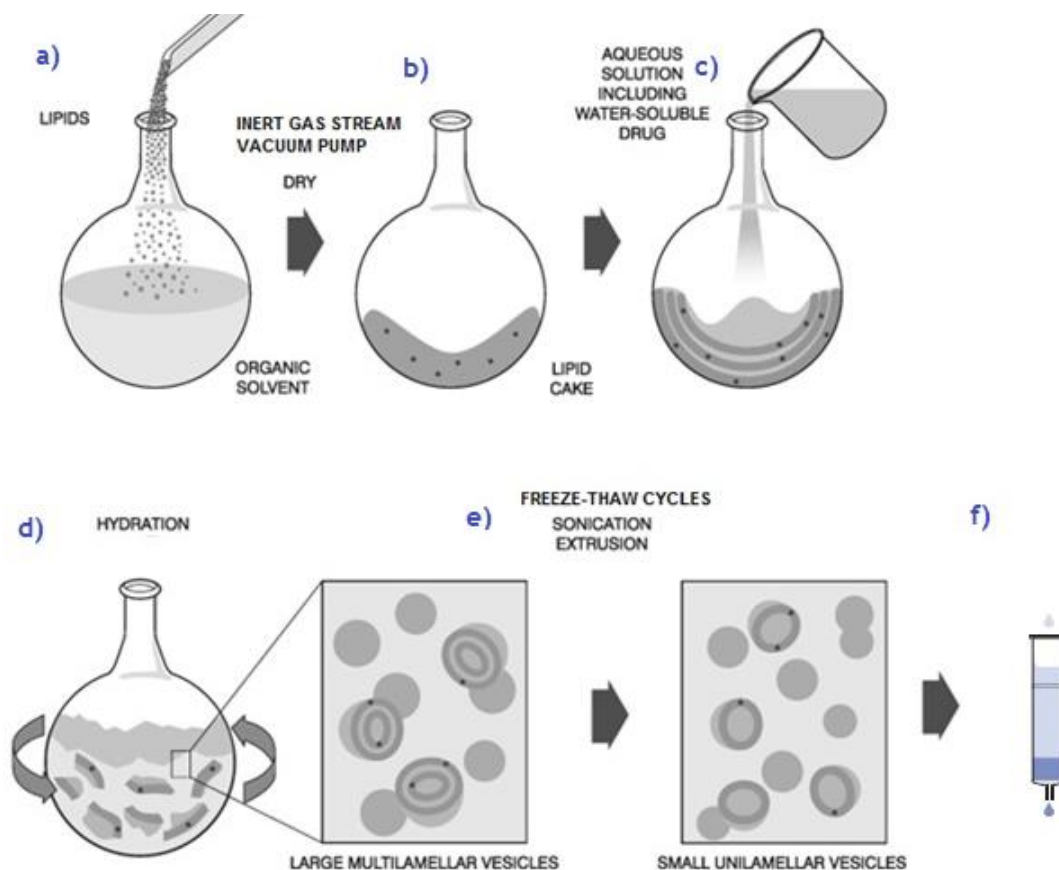 a)
LIPIDS
INERT GAS STREAM
VACUUM PUMP
DRY
ORGANIC
SOLVENT
b)
LIPID
CAKE
AQUEOUS
SOLUTION
INCLUDING
WATER-SOLUBLE
DRUG
c)
d)
HYDRATION
e)
FREEZE-THAW CYCLES
SONICATION
EXTRUSION
f)
LARGE MULTILAMELLAR VESICLES
SMALL UNILAMELLAR VESICLES